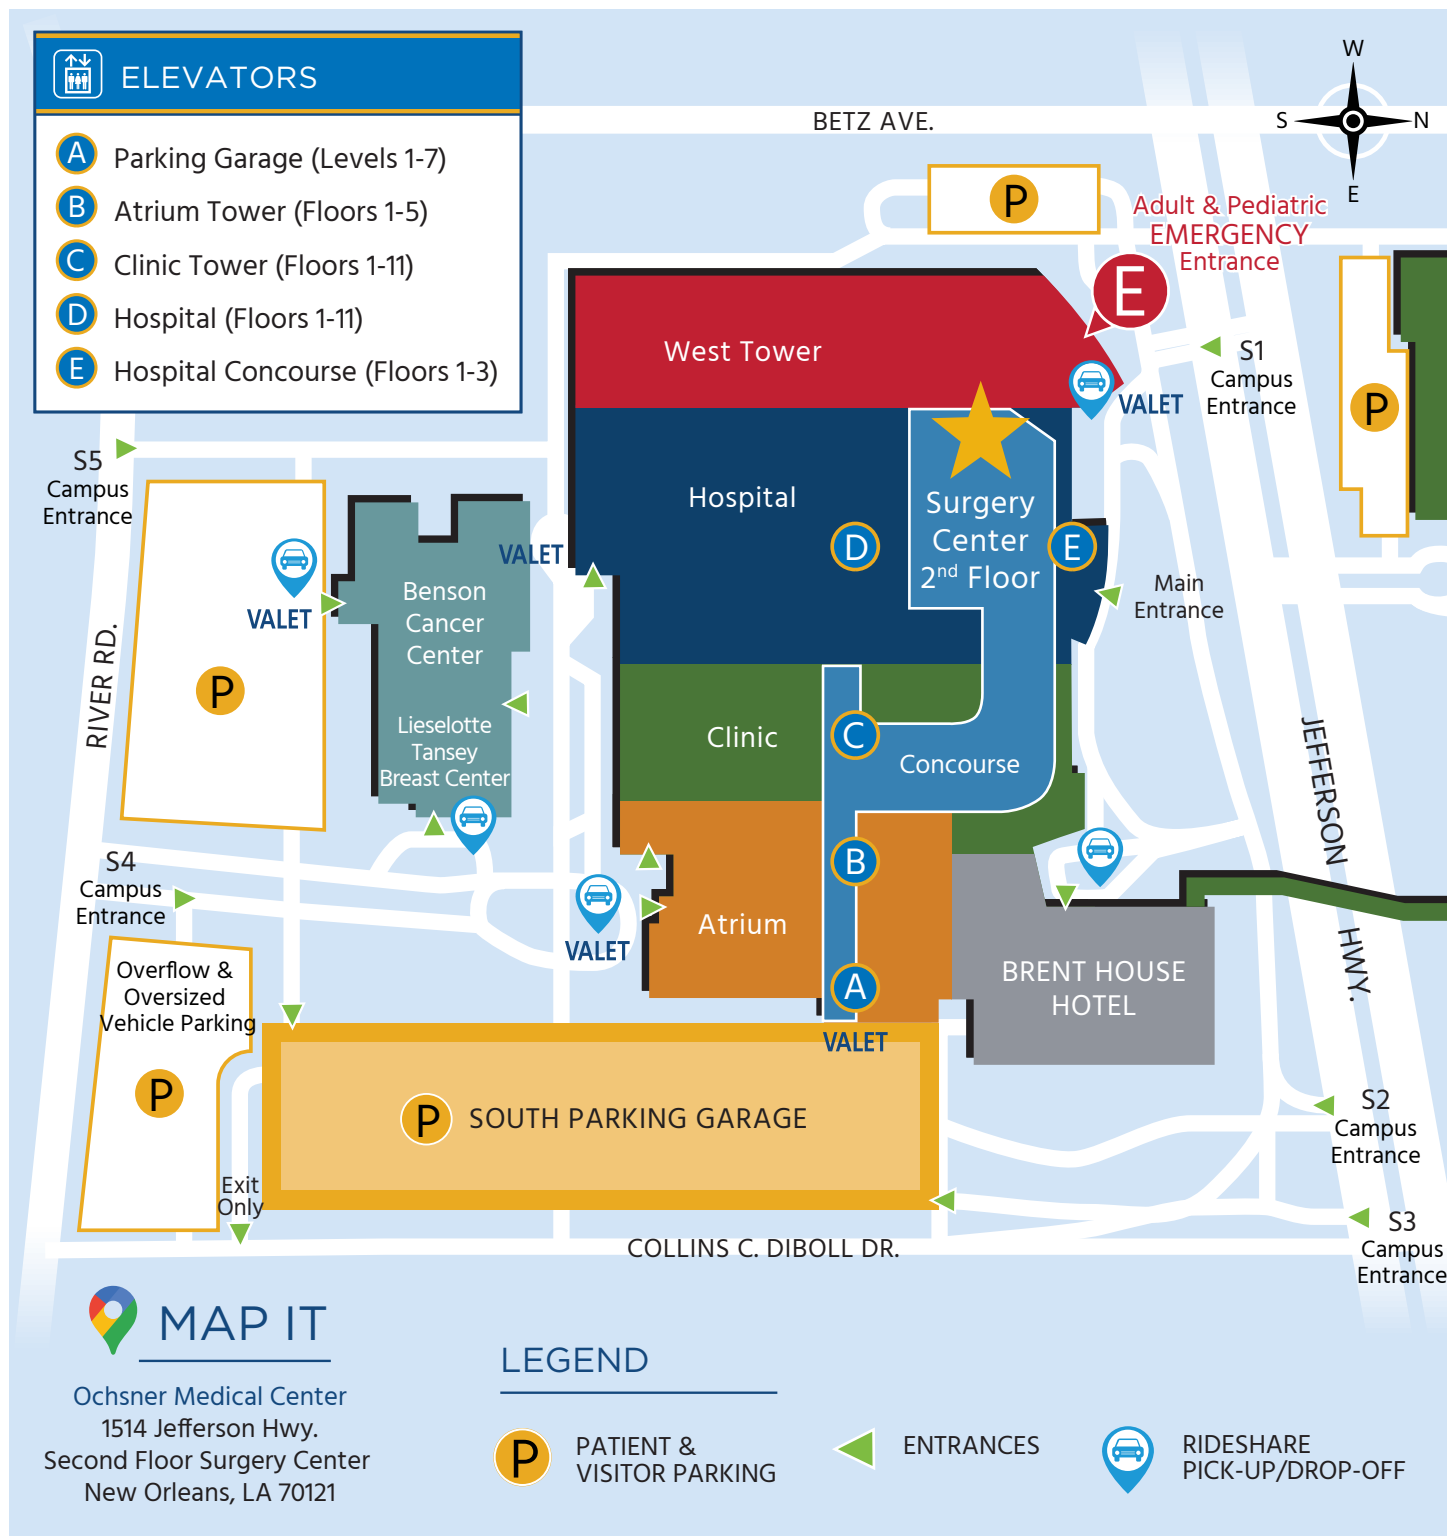 ELEVATORS
A Parking Garage (Levels 1-7)
B Atrium Tower (Floors 1-5)
C Clinic Tower (Floors 1-11)
D Hospital (Floors 1-11)
E Hospital Concourse (Floors 1-3)
BETZ AVE.
W
S
N
E
P
Adult & Pediatric
EMERGENCY
Entrance
E
West Tower
VALET
S1
Campus
Entrance
P
S5
Campus
Entrance
Hospital
D
Surgery
Center
2nd Floor
E
Main
Entrance
VALET
VALET
Benson
Cancer
Center
Lieselotte
Tansey
Breast Center
P
RIVER RD.
Clinic
C
Concourse
JEFFERSON HWY.
S4
Campus
Entrance
VALET
B
Atrium
A
VALET
BRENT HOUSE
HOTEL
Overflow &
Oversized
Vehicle Parking
P
P SOUTH PARKING GARAGE
S2
Campus
Entrance
Exit
Only
S3
Campus
Entrance
COLLINS C. DIBOLL DR.
MAP IT
Ochsner Medical Center
1514 Jefferson Hwy.
Second Floor Surgery Center
New Orleans, LA 70121
LEGEND
P
PATIENT &
VISITOR PARKING
ENTRANCES
RIDESHARE
PICK-UP/DROP-OFF